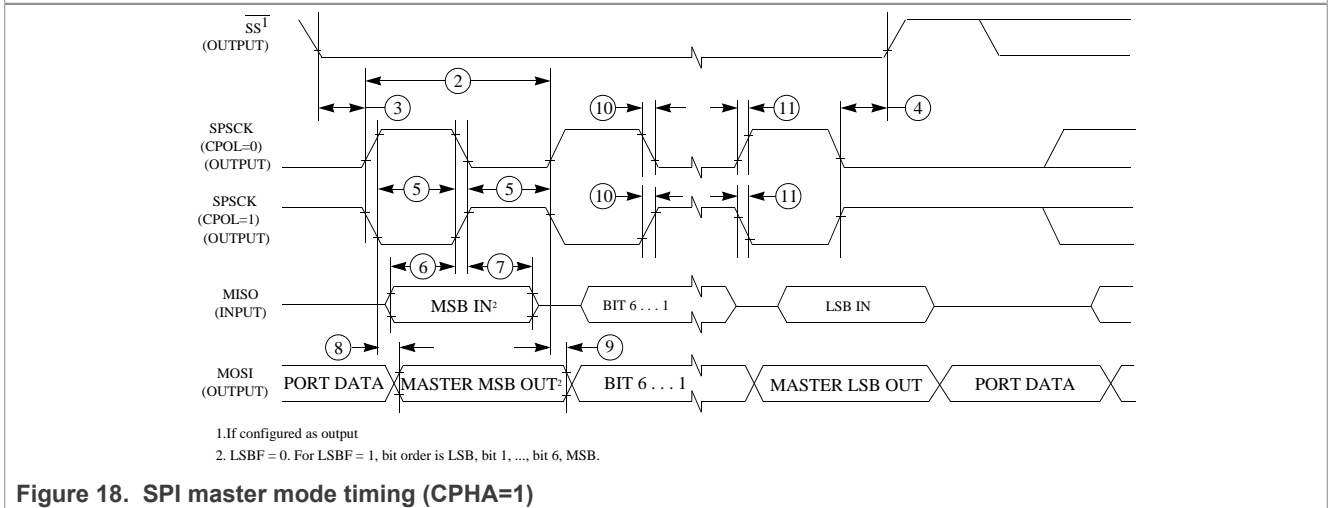 SS1
(OUTPUT)
2
3
10
11
4
SPSCK
(CPOL=0)
(OUTPUT)
5
5
SPSCK
(CPOL=1)
(OUTPUT)
10
11
6
7
MISO
(INPUT)
MSB IN2
BIT 6 . . . 1
LSB IN
8
9
MOSI
(OUTPUT)
PORT DATA
MASTER MSB OUT2
BIT 6 . . . 1
MASTER LSB OUT
PORT DATA
1.If configured as output
2. LSBF = 0. For LSBF = 1, bit order is LSB, bit 1, ..., bit 6, MSB.
Figure 18. SPI master mode timing (CPHA=1)